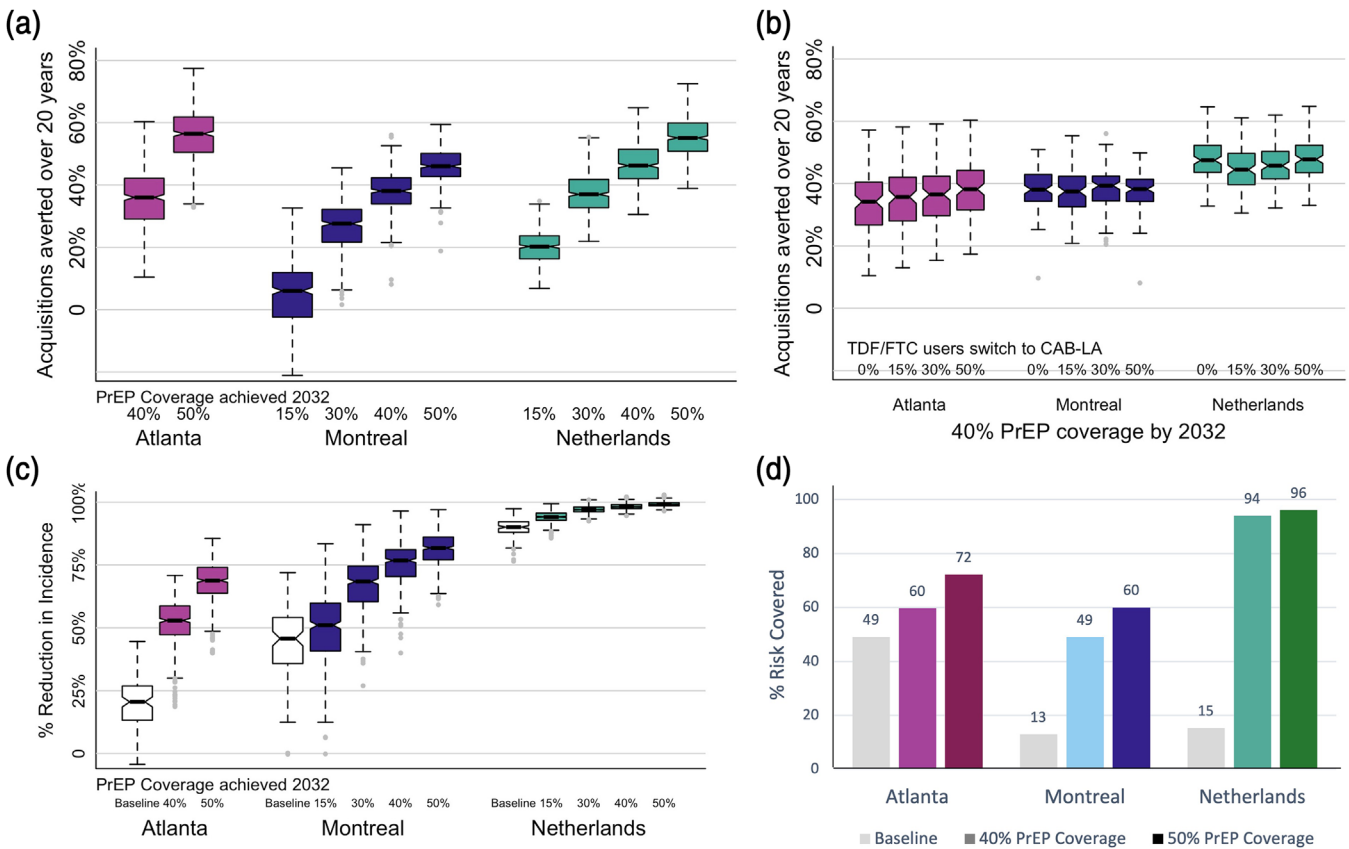 (a)
Acquisitions averted over 20 years
80%
60%
40%
20%
0
PrEP Coverage achieved 2032
40% 50% 15% 30% 40% 50% 15% 30% 40% 50%
Atlanta Montreal Netherlands
(b)
Acquisitions averted over 20 years
80%
60%
40%
20%
0
TDF/FTC users switch to CAB-LA
0% 15% 30% 50% 0% 15% 30% 50% 0% 15% 30% 50%
Atlanta Montreal Netherlands
40% PrEP coverage by 2032
(c)
% Reduction in Incidence
100%
75%
50%
25%
0
PrEP Coverage achieved 2032
Baseline 40% 50% Baseline 15% 30% 40% 50% Baseline 15% 30% 40% 50%
Atlanta Montreal Netherlands
(d)
% Risk Covered
100
80
60
40
20
0
49 60 72
13 49 60
15 94 96
Atlanta Montreal Netherlands
Baseline 40% PrEP Coverage 50% PrEP Coverage